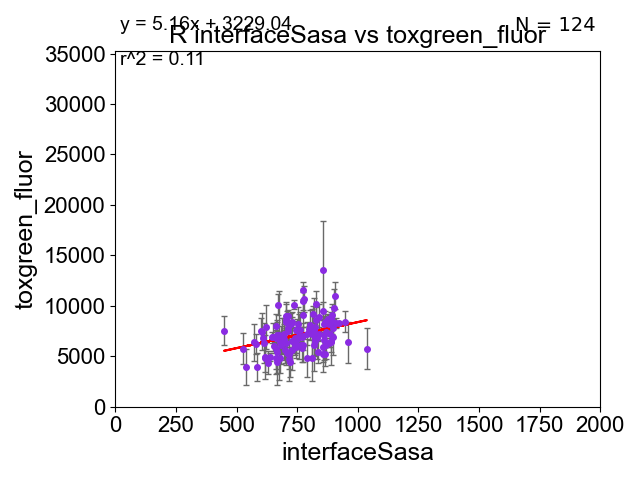 y = 5.16x + 3229.04
N = 124
R interfaceSasa vs toxgreen_fluor
r^2 = 0.11
35000
30000
25000
20000
15000
10000
5000
0
toxgreen_fluor
0 250 500 750 1000 1250 1500 1750 2000
interfaceSasa